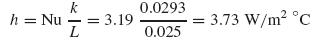 h = Nu k/L = 3.19 0.0293/0.025 = 3.73 W/m² °C